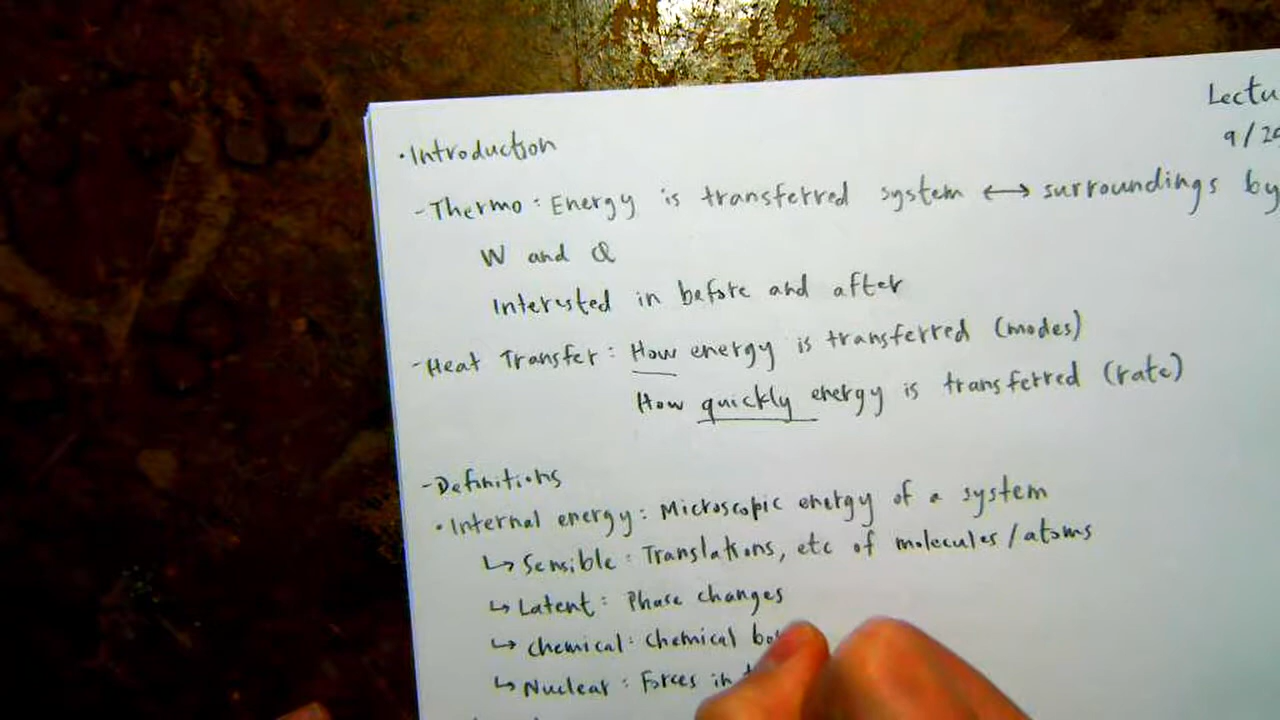 Lectu
9/29
• Introduction
- Thermo: Energy is transferred system ↔ surroundings by
W and Q
Interested in before and after
- Heat Transfer: How energy is transferred (modes)
How quickly energy is transferred (rate)
- Definitions
• Internal energy: Microscopic energy of a system
↳ Sensible: Translations, etc of molecules/atoms
↳ Latent: Phase changes
↳ Chemical: Chemical bo
↳ Nuclear: Forces in